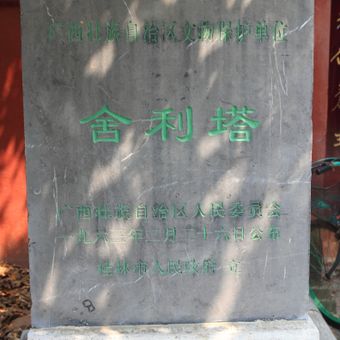 广西壮族自治区文物保护单位
舍利塔
广西壮族自治区人民委员会
一九六三年二月二十六日公布
桂林市人民政府 立
8